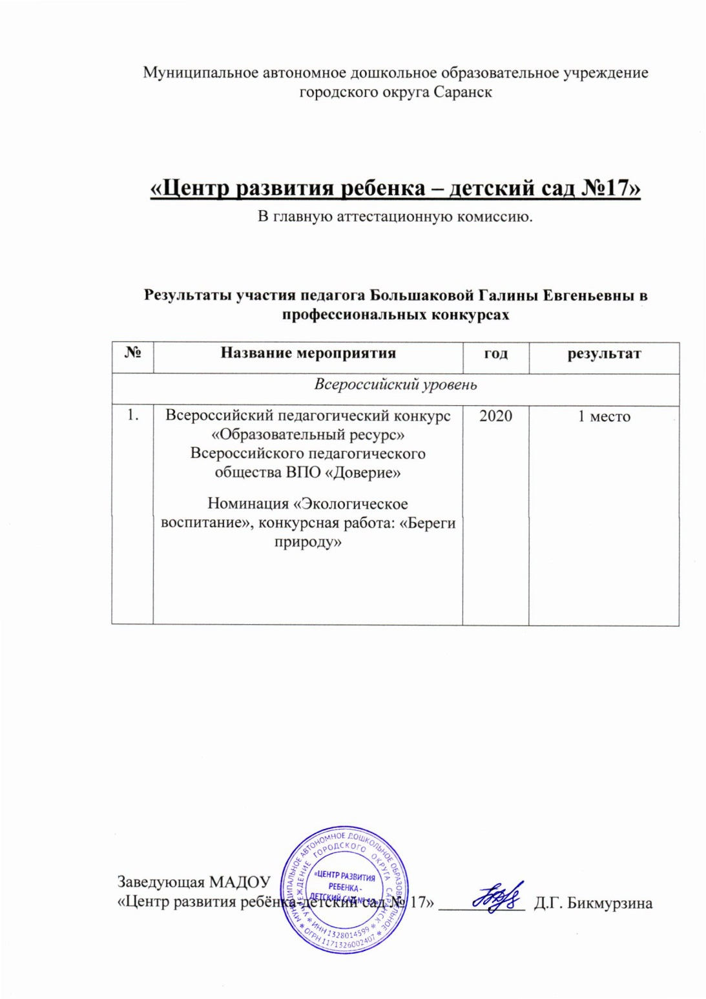 Муниципальное автономное дошкольное образовательное учреждение
городского округа Саранск
«Центр развития ребенка – детский сад №17»
В главную аттестационную комиссию.
Результаты участия педагога Большаковой Галины Евгеньевны в
профессиональных конкурсах
№ Название мероприятия год результат
Всероссийский уровень
1. Всероссийский педагогический конкурс 2020 1 место
«Образовательный ресурс»
Всероссийского педагогического
общества ВПО «Доверие»
Номинация «Экологическое
воспитание», конкурсная работа: «Береги
природу»
Заведующая МАДОУ
«Центр развития ребёнка-детский сад № 17» __________ Д.Г. Бикмурзина
МУНИЦИПАЛЬНОЕ АВТОНОМНОЕ ДОШКОЛЬНОЕ ОБРАЗОВАТЕЛЬНОЕ
УЧРЕЖДЕНИЕ ГОРОДСКОГО ОКРУГА САРАНСК
«ЦЕНТР РАЗВИТИЯ
РЕБЕНКА -
ДЕТСКИЙ САД № 17»
ИНН 1328014599
ОГРН 1171326002407